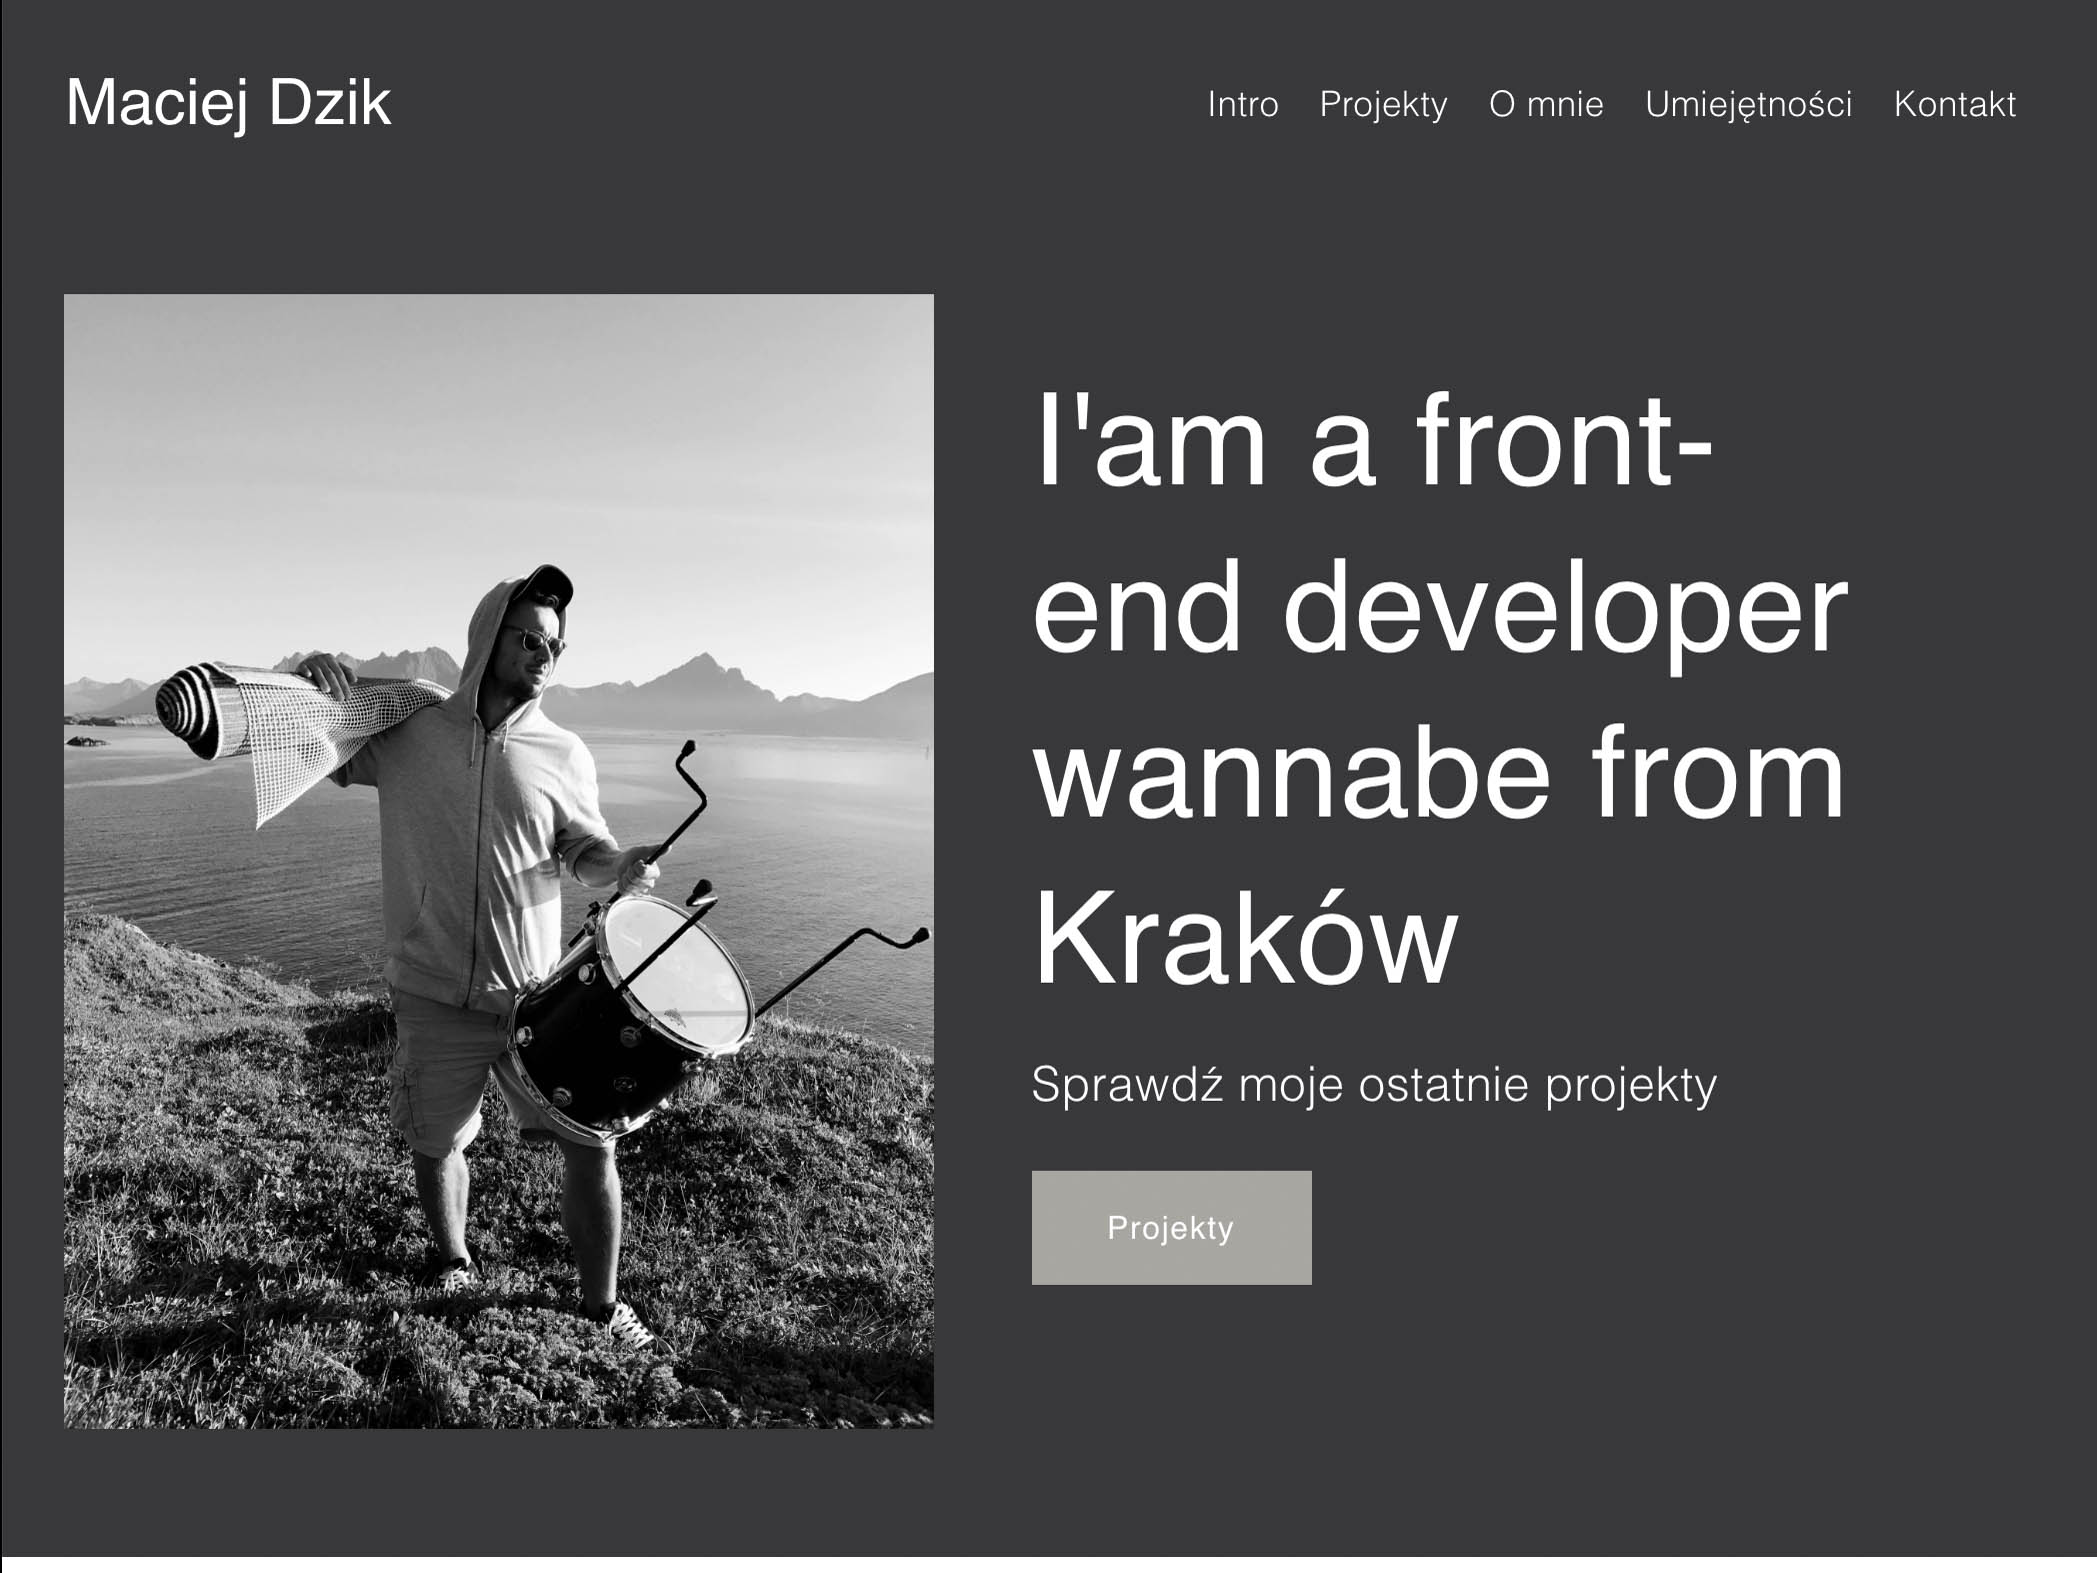 Maciej Dzik
Intro Projekty O mnie Umiejętności Kontakt
I'am a front-
end developer
wannabe from
Kraków
Sprawdź moje ostatnie projekty
Projekty